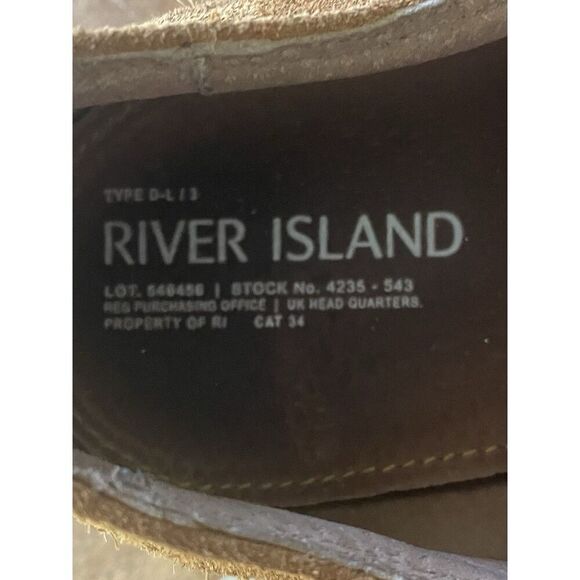 TYPE D-L / 3
RIVER ISLAND
LOT. 646456 | STOCK No. 4235 - 543
REG PURCHASING OFFICE | UK HEAD QUARTERS.
PROPERTY OF RI CAT 34